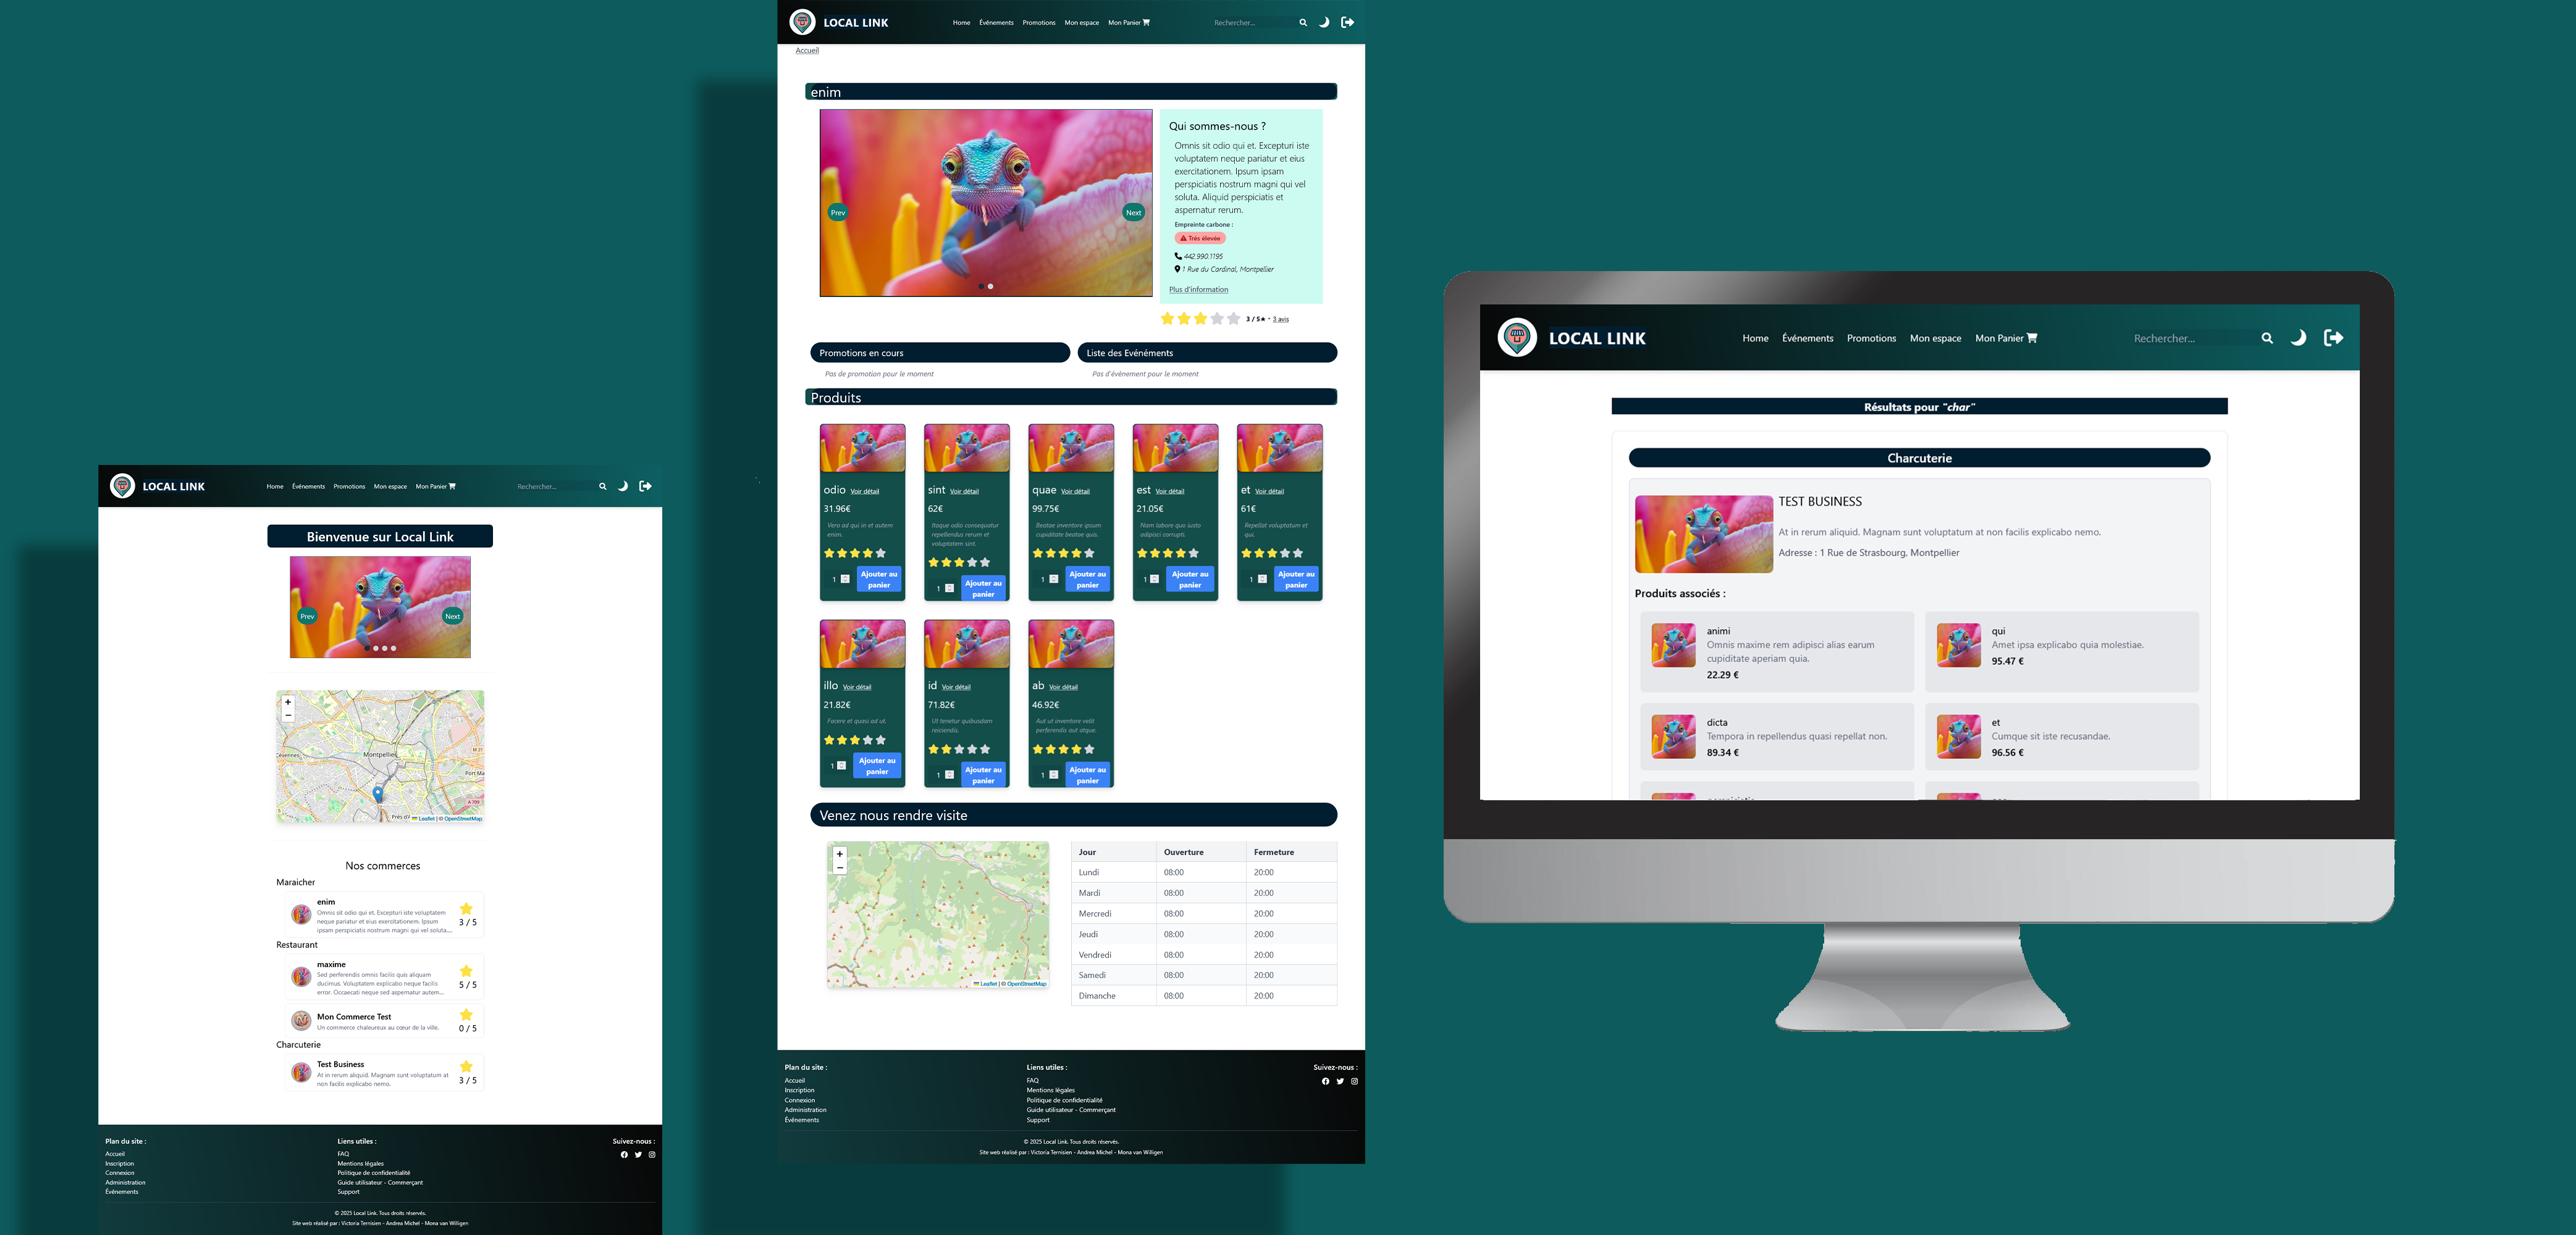 LOCAL LINK
Home Événements Promotions Mon espace Mon Panier
Rechercher...
Bienvenue sur Local Link
Prev
Next
+
−
Montpellier
Cévennes
M 21
Port Ma
A 709
Prés d'A
Leaflet | © OpenStreetMap
Nos commerces
Maraicher
enim
Omnis sit odio qui et. Excepturi iste voluptatem
neque pariatur et eius exercitationem. Ipsum
ipsam perspiciatis nostrum magni qui vel soluta....
3 / 5
Restaurant
maxime
Sed perferendis omnis facilis quis aliquam
ducimus. Voluptatem explicabo neque facilis
error. Occaecati neque sed aspernatur autem...
5 / 5
Mon Commerce Test
Un commerce chaleureux au cœur de la ville.
0 / 5
Charcuterie
Test Business
At in rerum aliquid. Magnam sunt voluptatum at
non facilis explicabo nemo.
3 / 5
Plan du site :
Accueil
Inscription
Connexion
Administration
Événements
Liens utiles :
FAQ
Mentions légales
Politique de confidentialité
Guide utilisateur - Commerçant
Support
Suivez-nous :
© 2025 Local Link. Tous droits réservés.
Site web réalisé par : Victoria Ternisien - Andrea Michel - Mona van Willigen
LOCAL LINK
Home Événements Promotions Mon espace Mon Panier
Rechercher...
Accueil
enim
Prev
Next
Qui sommes-nous ?
Omnis sit odio qui et. Excepturi iste
voluptatem neque pariatur et eius
exercitationem. Ipsum ipsam
perspiciatis nostrum magni qui vel
soluta. Aliquid perspiciatis et
aspernatur rerum.
Empreinte carbone :
Très élevée
442.990.1195
1 Rue du Cardinal, Montpellier
Plus d'information
3 / 5★ • 3 avis
Promotions en cours
Pas de promotion pour le moment
Liste des Evénéments
Pas d'évènement pour le moment
Produits
odio Voir détail
31.96€
Vero ad qui in et autem
enim.
1
Ajouter au
panier
sint Voir détail
62€
Itaque odio consequatur
repellendus rerum et
voluptatem sint.
1
Ajouter au
panier
quae Voir détail
99.75€
Beatae inventore ipsum
cupiditate beatae quis.
1
Ajouter au
panier
est Voir détail
21.05€
Nam labore quo iusto
adipisci corrupti.
1
Ajouter au
panier
et Voir détail
61€
Repellat voluptatum et
qui.
1
Ajouter au
panier
illo Voir détail
21.82€
Facere et quasi ad ut.
1
Ajouter au
panier
id Voir détail
71.82€
Ut tenetur quibusdam
reiciendis.
1
Ajouter au
panier
ab Voir détail
46.92€
Aut ut inventore velit
perferendis aut atque.
1
Ajouter au
panier
Venez nous rendre visite
+
−
Leaflet | © OpenStreetMap
Jour Ouverture Fermeture
Lundi 08:00 20:00
Mardi 08:00 20:00
Mercredi 08:00 20:00
Jeudi 08:00 20:00
Vendredi 08:00 20:00
Samedi 08:00 20:00
Dimanche 08:00 20:00
Plan du site :
Accueil
Inscription
Connexion
Administration
Événements
Liens utiles :
FAQ
Mentions légales
Politique de confidentialité
Guide utilisateur - Commerçant
Support
Suivez-nous :
© 2025 Local Link. Tous droits réservés.
Site web réalisé par : Victoria Ternisien - Andrea Michel - Mona van Willigen
LOCAL LINK
Home Événements Promotions Mon espace Mon Panier
Rechercher...
Résultats pour "char"
Charcuterie
TEST BUSINESS
At in rerum aliquid. Magnam sunt voluptatum at non facilis explicabo nemo.
Adresse : 1 Rue de Strasbourg, Montpellier
Produits associés :
animi
Omnis maxime rem adipisci alias earum
cupiditate aperiam quia.
22.29 €
qui
Amet ipsa explicabo quia molestiae.
95.47 €
dicta
Tempora in repellendus quasi repellat non.
89.34 €
et
Cumque sit iste recusandae.
96.56 €